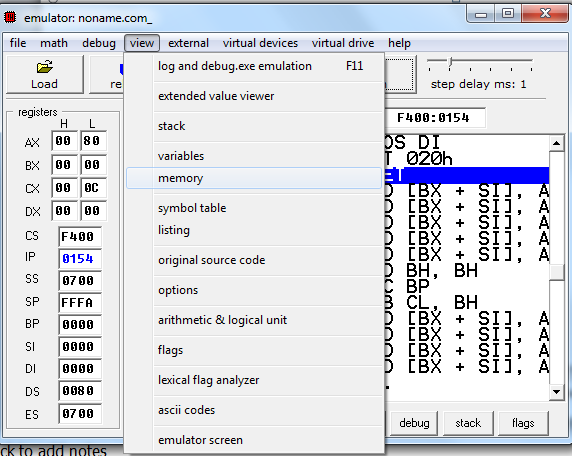 emulator: noname.com_
file math debug view external virtual devices virtual drive help
Load
re
step delay ms: 1
log and debug.exe emulation F11
extended value viewer
stack
variables
memory
symbol table
listing
original source code
options
arithmetic & logical unit
flags
lexical flag analyzer
ascii codes
emulator screen
registers
H L
AX 00 80
BX 00 00
CX 00 0C
DX 00 00
CS F400
IP 0154
SS 0700
SP FFFA
BP 0000
SI 0000
DI 0000
DS 0080
ES 0700
F400:0154
OS DI
T 020h
ET
D [BX + SI], A
D [BX + SI], A
D [BX + SI], A
D [BX + SI], A
D BH, BH
C BP
B CL, BH
D [BX + SI], A
D [BX + SI], A
D [BX + SI], A
debug stack flags
ck to add notes